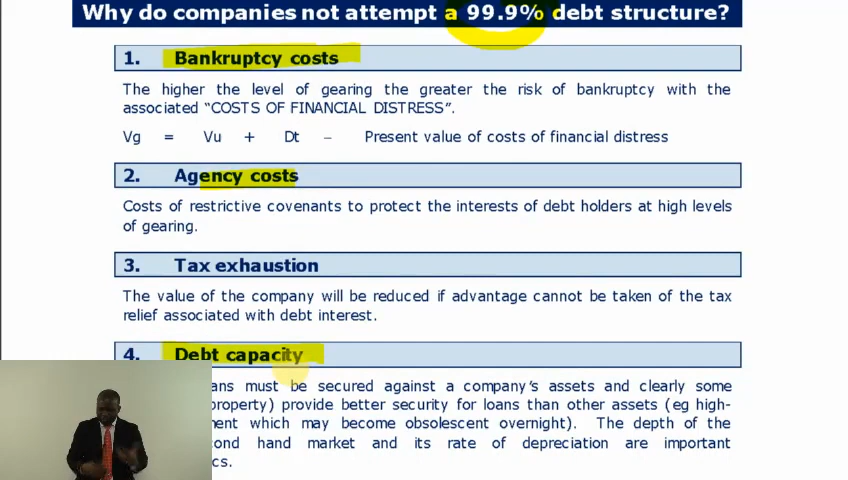 Why do companies not attempt a 99.9% debt structure?
1. Bankruptcy costs
The higher the level of gearing the greater the risk of bankruptcy with the
associated “COSTS OF FINANCIAL DISTRESS”.
Vg = Vu + Dt – Present value of costs of financial distress
2. Agency costs
Costs of restrictive covenants to protect the interests of debt holders at high levels
of gearing.
3. Tax exhaustion
The value of the company will be reduced if advantage cannot be taken of the tax
relief associated with debt interest.
4. Debt capacity
must be secured against a company's assets and clearly some
property) provide better security for loans than other assets (eg high-
which may become obsolescent overnight). The depth of the
hand market and its rate of depreciation are important